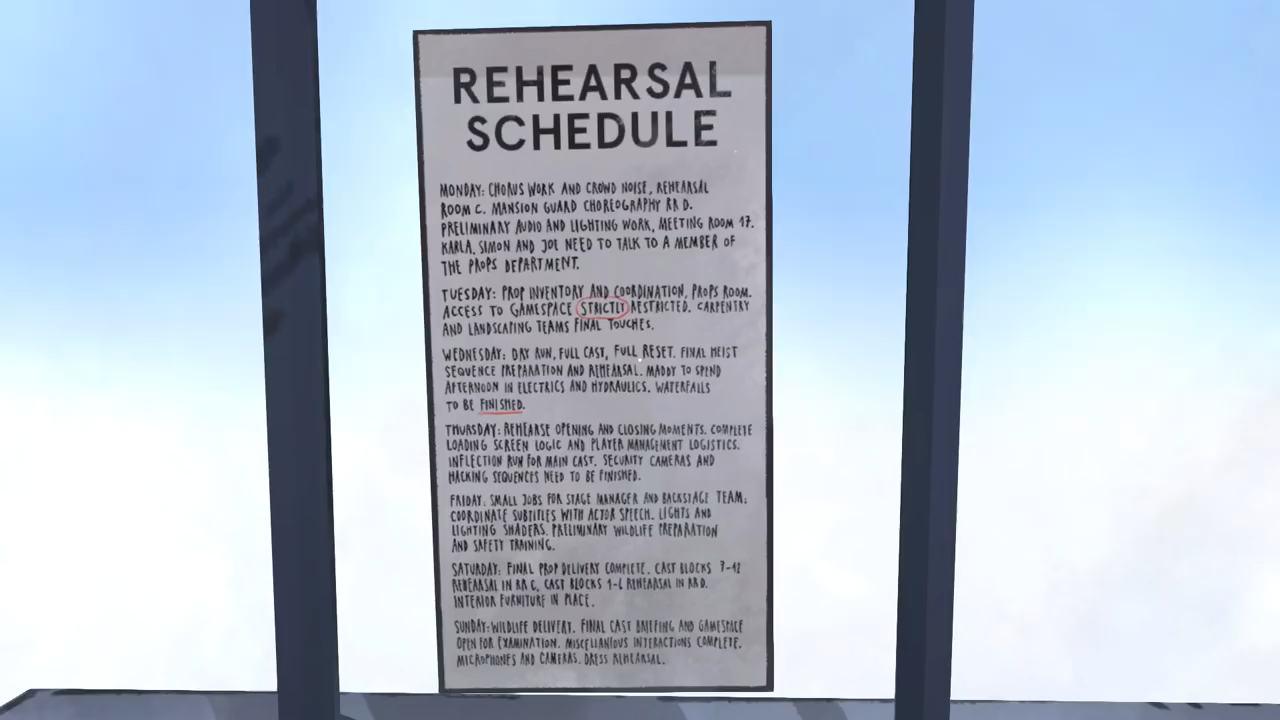 REHEARSAL
SCHEDULE
MONDAY: CHORUS WORK AND CROWD NOISE, REHEARSAL
ROOM C. MANSION GUARD CHOREOGRAPHY RR D.
PRELIMINARY AUDIO AND LIGHTING WORK, MEETING ROOM 17.
KARLA, SIMON AND JOE NEED TO TALK TO A MEMBER OF
THE PROPS DEPARTMENT.
TUESDAY: PROP INVENTORY AND COORDINATION, PROPS ROOM.
ACCESS TO GAMESPACE STRICTLY RESTRICTED. CARPENTRY
AND LANDSCAPING TEAMS FINAL TOUCHES.
WEDNESDAY: DRY RUN, FULL CAST, FULL RESET. FINAL HEIST
SEQUENCE PREPARATION AND REHEARSAL. MADDY TO SPEND
AFTERNOON IN ELECTRICS AND HYDRAULICS. WATERFALLS
TO BE FINISHED.
THURSDAY: REHEARSE OPENING AND CLOSING MOMENTS. COMPLETE
LOADING SCREEN LOGIC AND PLAYER MANAGEMENT LOGISTICS.
INFLECTION RUN FOR MAIN CAST. SECURITY CAMERAS AND
HACKING SEQUENCES NEED TO BE FINISHED.
FRIDAY: SMALL JOBS FOR STAGE MANAGER AND BACKSTAGE TEAM:
COORDINATE SUBTITLES WITH ACTOR SPEECH. LIGHTS AND
LIGHTING SHADERS. PRELIMINARY WILDLIFE PREPARATION
AND SAFETY TRAINING.
SATURDAY: FINAL PROP DELIVERY COMPLETE. CAST BLOCKS 7-12
REHEARSAL IN RR C, CAST BLOCKS 1-6 REHEARSAL IN RR D.
INTERIOR FURNITURE IN PLACE.
SUNDAY: WILDLIFE DELIVERY. FINAL CAST BRIEFING AND GAMESPACE
OPEN FOR EXAMINATION. MISCELLANIOUS INTERACTIONS COMPLETE.
MICROPHONES AND CAMERAS. DRESS REHEARSAL.